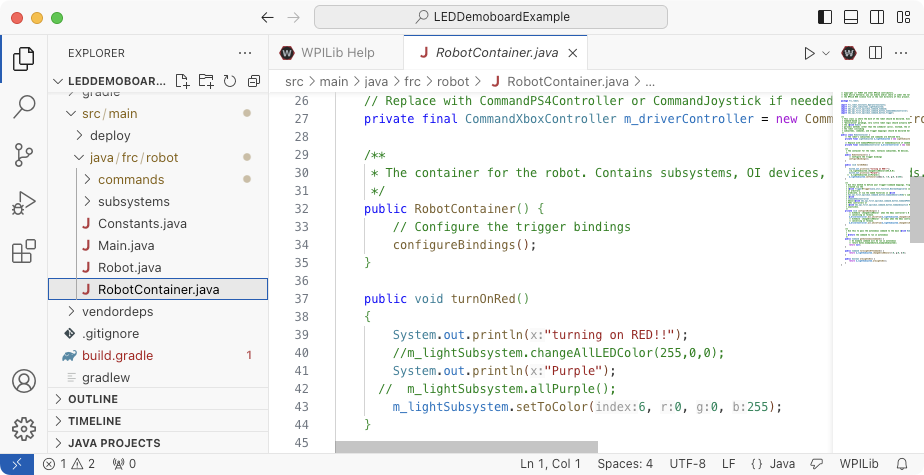 LEDDemoboardExample
EXPLORER
WPILib Help
RobotContainer.java
LEDDEMOBOAR...
src > main > java > frc > robot > J RobotContainer.java > ...
gradle
src / main
deploy
java / frc / robot
commands
subsystems
J Constants.java
J Main.java
J Robot.java
J RobotContainer.java
vendordeps
.gitignore
build.gradle 1
gradlew
OUTLINE
TIMELINE
JAVA PROJECTS
26 // Replace with CommandPS4Controller or CommandJoystick if needed
27 private final CommandXboxController m_driverController = new Comm
28
29 /**
30 * The container for the robot. Contains subsystems, OI devices,
31 */
32 public RobotContainer() {
33 // Configure the trigger bindings
34 configureBindings();
35 }
36
37 public void turnOnRed()
38 {
39 System.out.println(x:"turning on RED!!");
40 //m_lightSubsystem.changeAllLEDColor(255,0,0);
41 System.out.println(x:"Purple");
42 // m_lightSubsystem.allPurple();
43 m_lightSubsystem.setToColor(index:6, r:0, g:0, b:255);
44 }
45
1 2 0 Ln 1, Col 1 Spaces: 4 UTF-8 LF {} Java WPILib